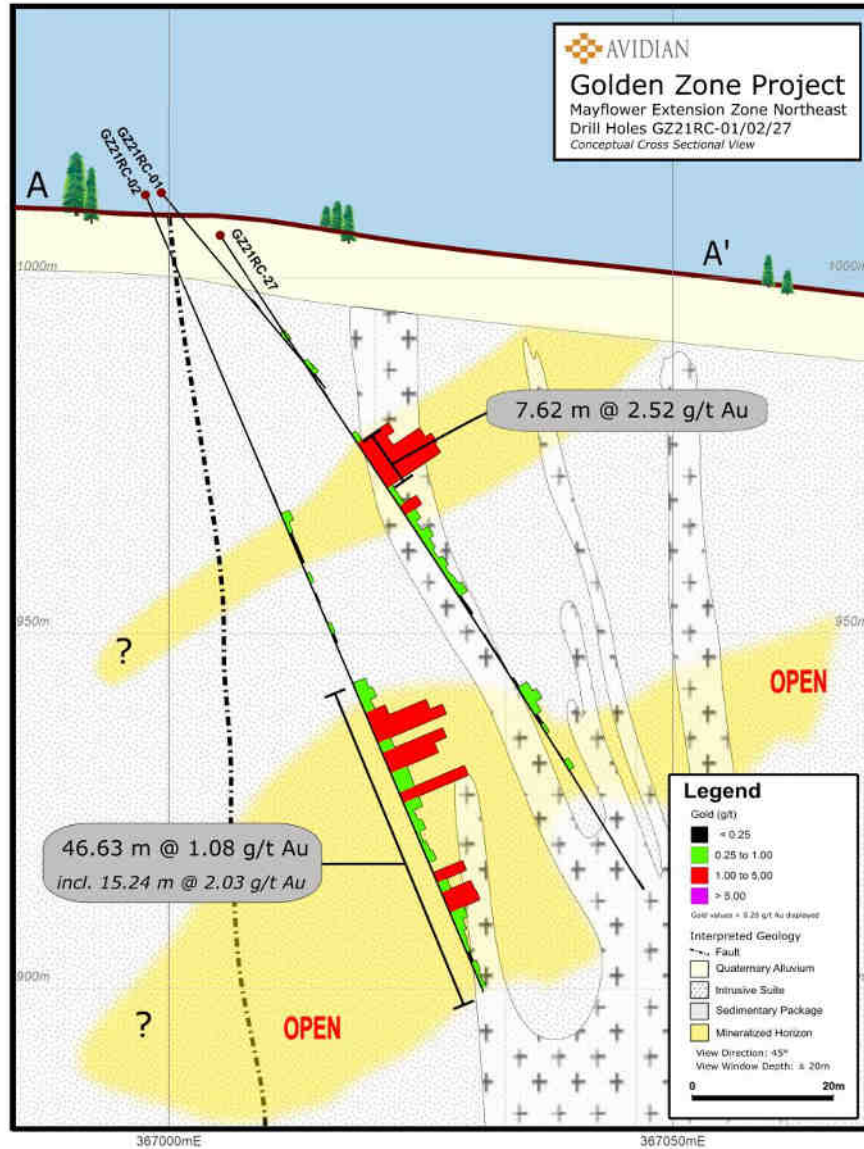 AVIDIAN
Golden Zone Project
Mayflower Extension Zone Northeast
Drill Holes GZ21RC-01/02/27
Conceptual Cross Sectional View
GZ21RC-01
GZ21RC-02
A
GZ21RC-27
A'
1000m
1000m
7.62 m @ 2.52 g/t Au
950m
950m
?
OPEN
46.63 m @ 1.08 g/t Au
incl. 15.24 m @ 2.03 g/t Au
900m
?
OPEN
Legend
Gold (g/t)
< 0.25
0.25 to 1.00
1.00 to 5.00
> 5.00
Gold values > 0.25 g/t Au displayed
Interpreted Geology
Fault
Quaternary Alluvium
Intrusive Suite
Sedimentary Package
Mineralized Horizon
View Direction: 45°
View Window Depth: ± 20m
0 20m
367000mE
367050mE